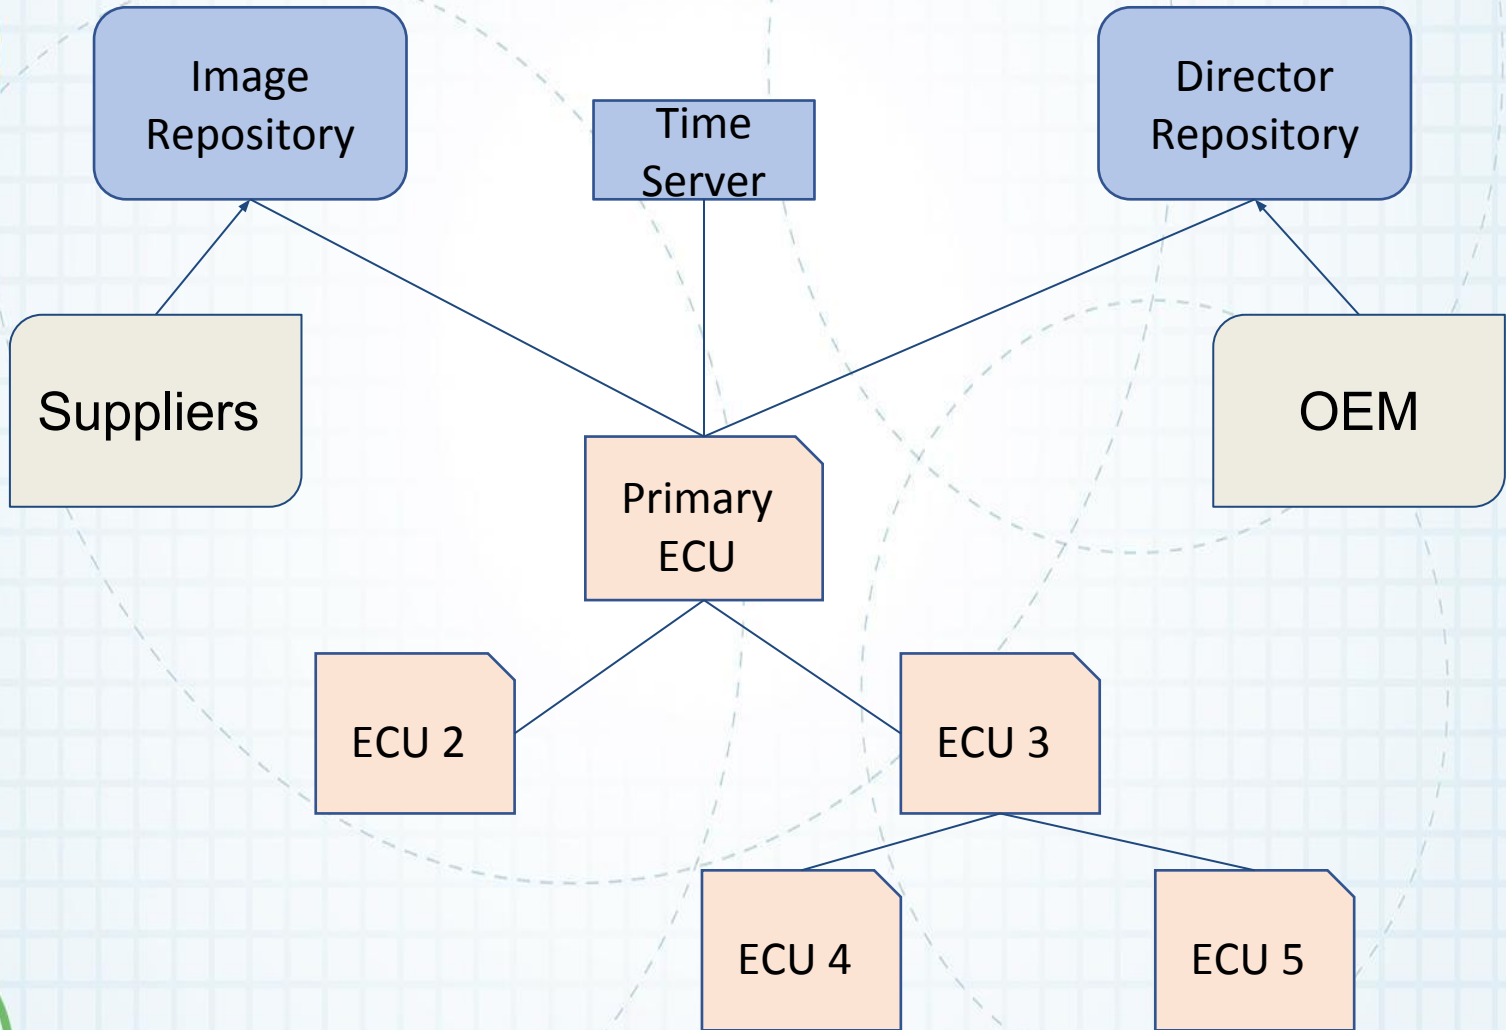 Image
Repository
Time
Server
Director
Repository
Suppliers
OEM
Primary
ECU
ECU 2
ECU 3
ECU 4
ECU 5